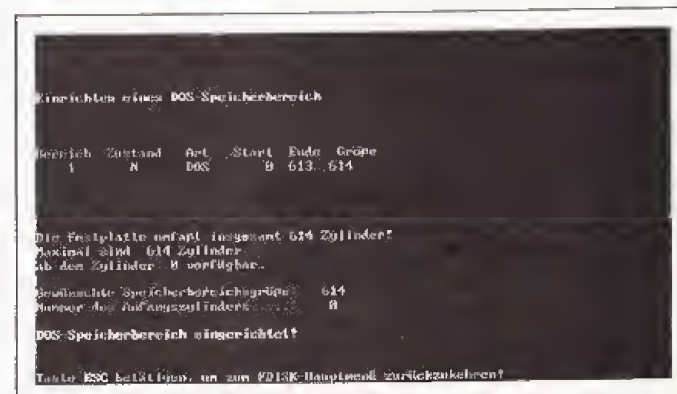 Einrichten eines DOS-Speicherbereich
Bereich Zustand Art Start Ende Größe
1 N DOS 0 613 614
Die Festplatte umfaßt insgesamt 614 Zylinder!
Maximal sind 614 Zylinder
ab dem Zylinder 0 verfügbar.
Gewünschte Speicherbereichsgröße 614
Nummer des Anfangszylinders 0
DOS-Speicherbereich eingerichtet!
Taste ESC betätigen, um zum FDISK-Hauptmenü zurückzukehren!